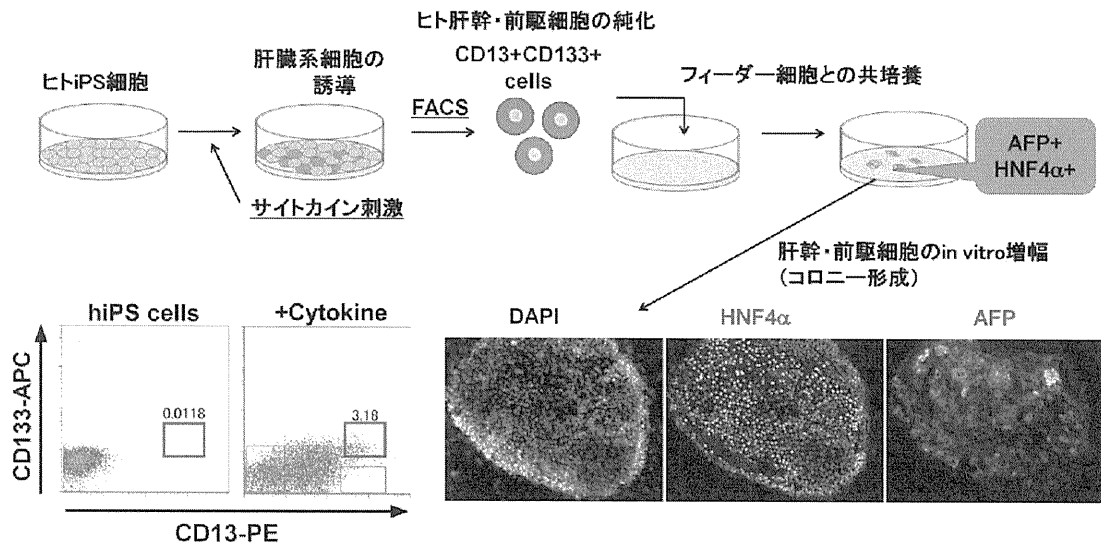 ヒト肝幹・前駆細胞の純化
CD13+CD133+
cells
肝臓系細胞の
誘導
ヒトiPS細胞
FACS
フィーダー細胞との共培養
AFP+
HNF4α+
サイトカイン刺激
肝幹・前駆細胞のin vitro増幅
（コロニー形成）
hiPS cells
+Cytokine
DAPI
HNF4α
AFP
CD133-APC
0.0118
3.18
CD13-PE